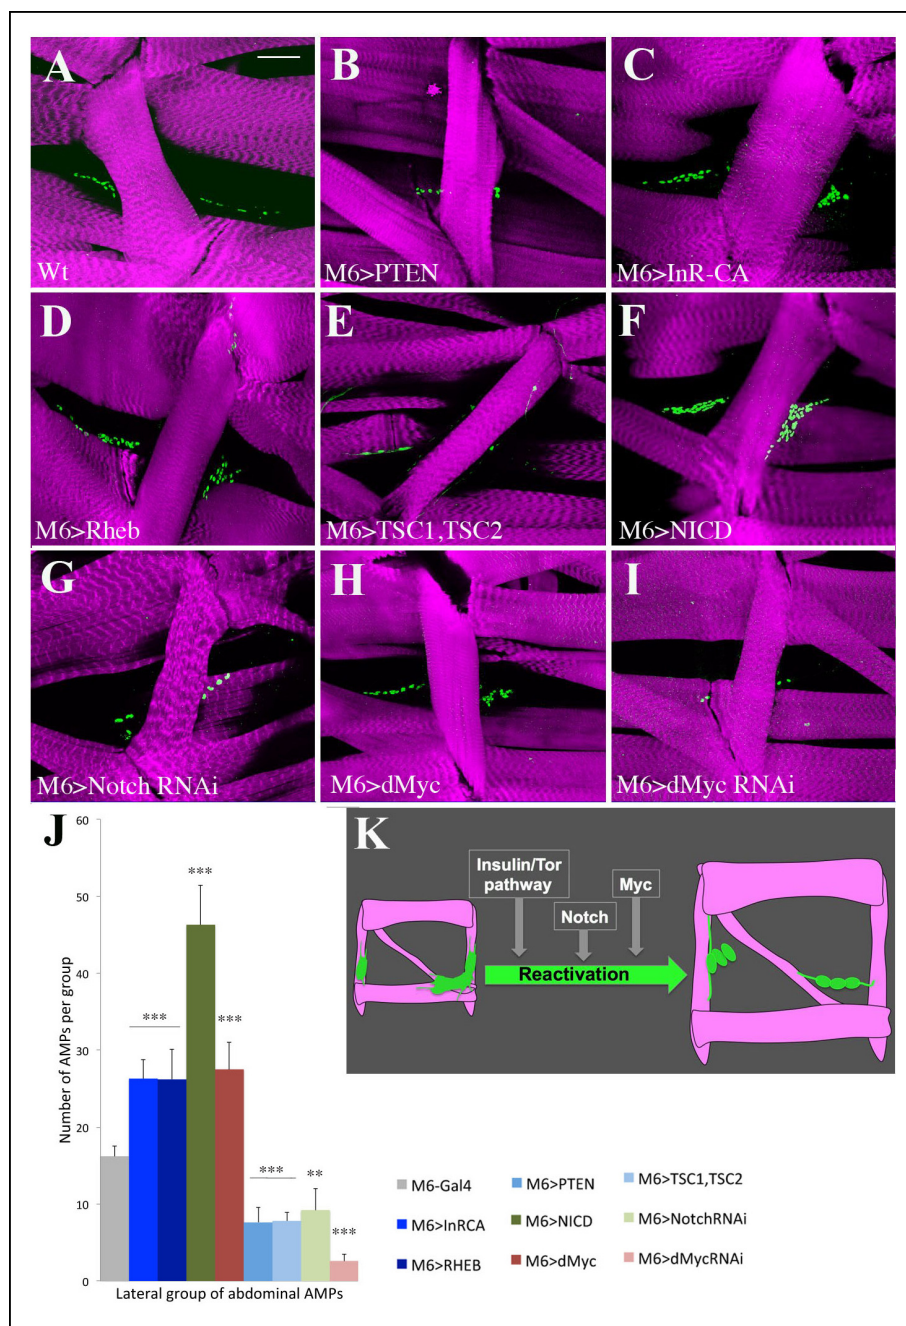 A
B
C
Wt
M6>PTEN
M6>InR-CA
D
E
F
M6>Rheb
M6>TSC1,TSC2
M6>NICD
G
H
I
M6>Notch RNAi
M6>dMyc
M6>dMyc RNAi
J
60
50
40
30
20
10
0
Number of AMPs per group
***
***
***
***
**
***
Lateral group of abdominal AMPs
K
Insulin/Tor
pathway
Notch
Myc
Reactivation
M6-Gal4
M6>PTEN
M6>TSC1,TSC2
M6>InRCA
M6>NICD
M6>NotchRNAi
M6>RHEB
M6>dMyc
M6>dMycRNAi